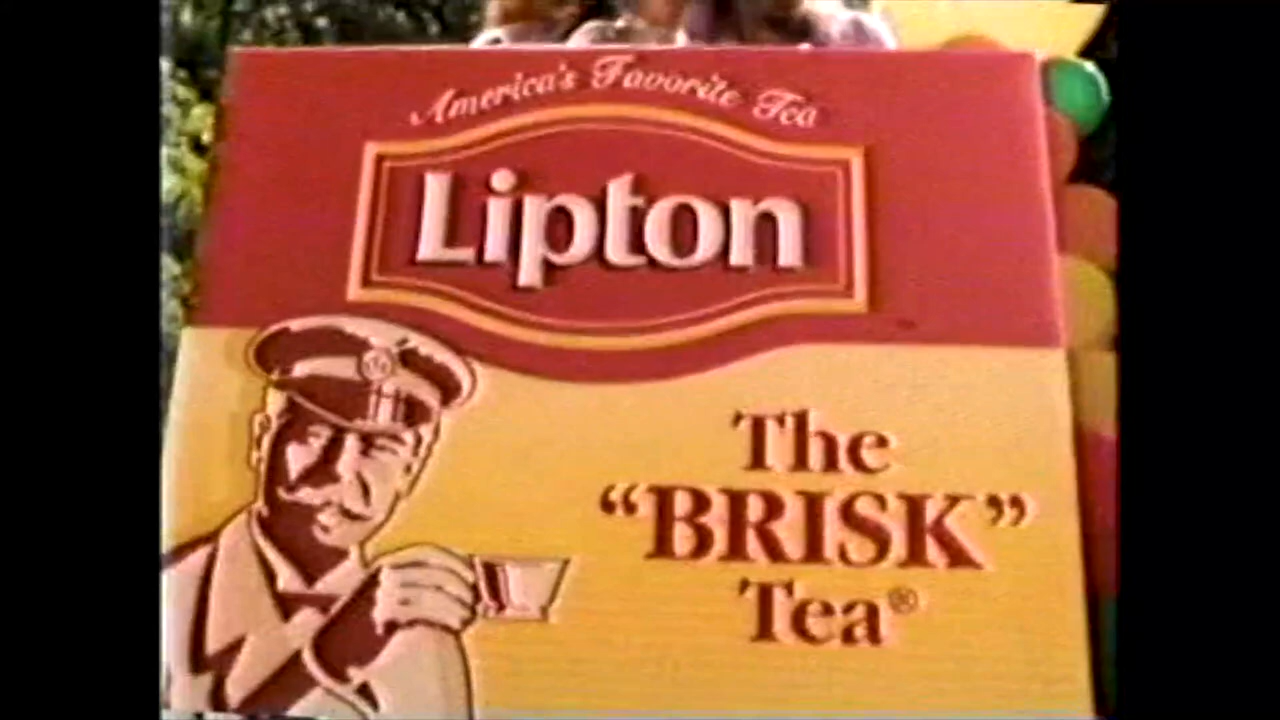 America's Favorite Tea
Lipton
The
“BRISK”
Tea®